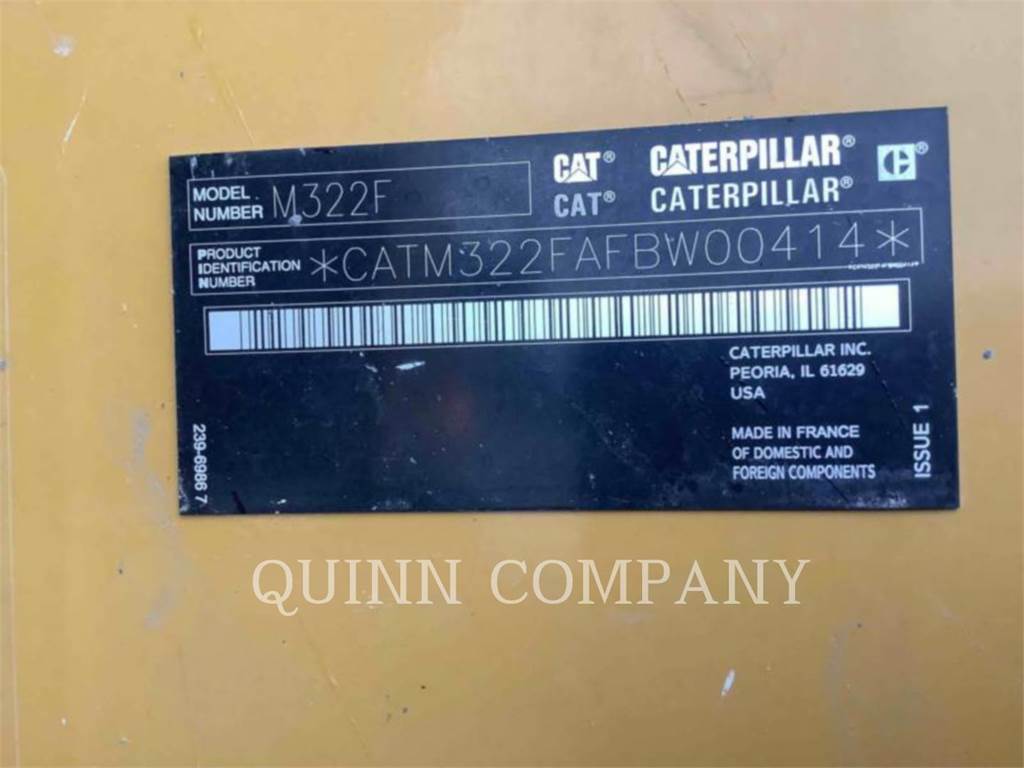 MODEL
NUMBER M322F
CAT® CATERPILLAR®
CAT® CATERPILLAR®
PRODUCT
IDENTIFICATION
NUMBER
*CATM322FAFBW00414*
CATERPILLAR INC.
PEORIA, IL 61629
USA
MADE IN FRANCE
OF DOMESTIC AND
FOREIGN COMPONENTS
ISSUE 1
239-6986 7
QUINN COMPANY